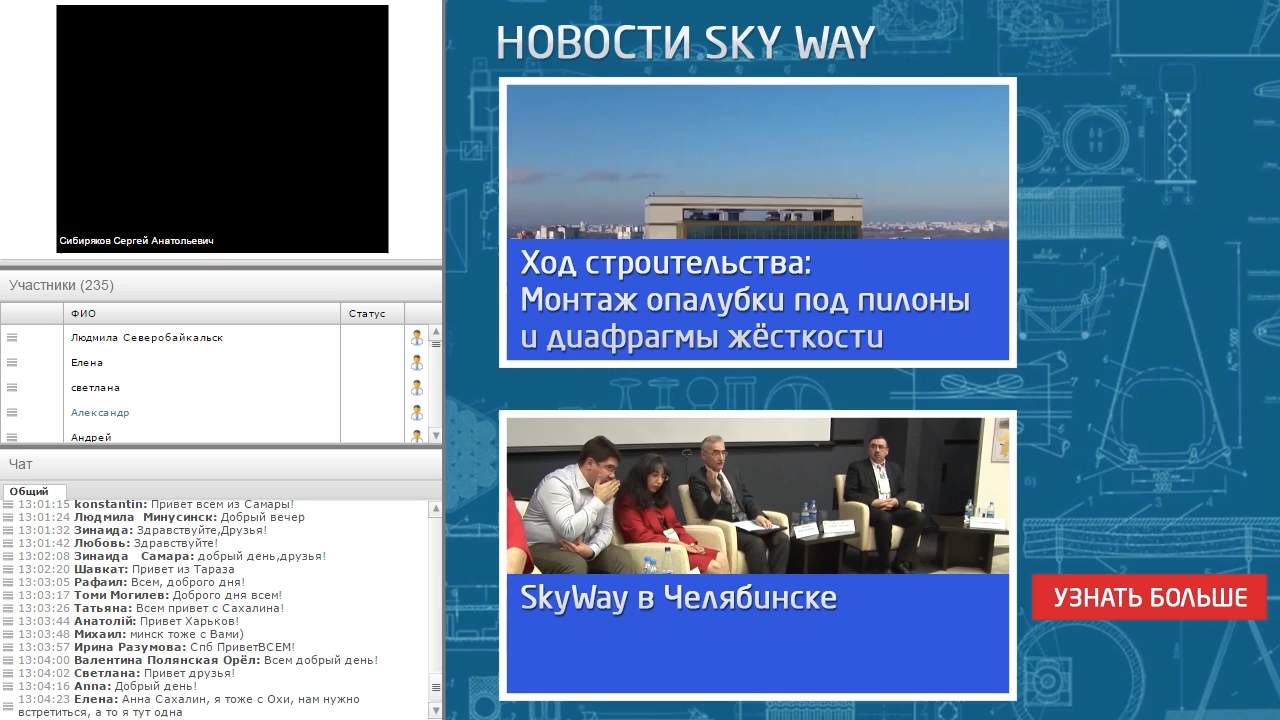 Сибиряков Сергей Анатольевич
Участники (235)
ФИО
Статус
Людмила Северобайкальск
Елена
светлана
Александр
Андрей
Чат
Общий
13:01:15 konstantin: Привет всем из Самары!
13:01:24 Людмила Минусинск: Добрый вечер
13:01:32 Зинаида: Здравствуйте,Друзья!
13:01:42 Любовь: Здравствуйте!
13:02:08 Зинаида Самара: добрый день,друзья!
13:02:20 Шавкат: Привет из Тараза
13:03:05 Рафаил: Всем, доброго дня!
13:03:17 Томи Могилев: Доброго дня всем!
13:03:26 Татьяна: Всем привет с Сахалина!
13:03:44 Анатолій: Привет Харьков!
13:03:48 Михаил: минск тоже с Вами)
13:03:57 Ирина Разумова: Спб ПриветВСЕМ!
13:04:00 Валентина Полянская Орёл: Всем добрый день!
13:04:02 Светлана: Привет друзья!
13:04:16 Anna: Добрый день!
13:04:23 Елена: Анна Сахалин, я тоже с Охи, нам нужно
встретиться, а то я тут одна
НОВОСТИ SKY WAY
Ход строительства:
Монтаж опалубки под пилоны
и диафрагмы жёсткости
SkyWay в Челябинске
УЗНАТЬ БОЛЬШЕ